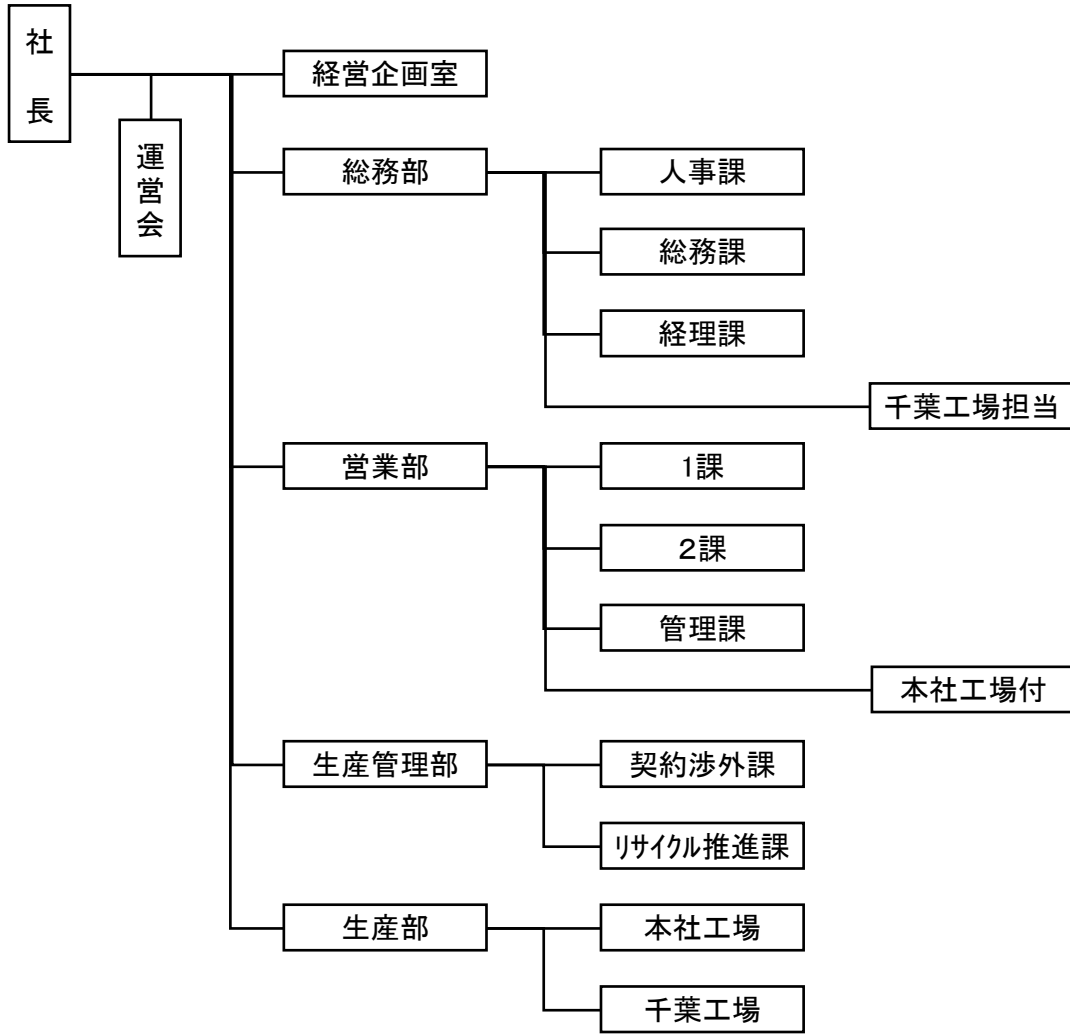 社長
経営企画室
運営会
総務部
人事課
総務課
経理課
千葉工場担当
営業部
1課
２課
管理課
本社工場付
生産管理部
契約渉外課
ﾘｻｲｸﾙ推進課
生産部
本社工場
千葉工場